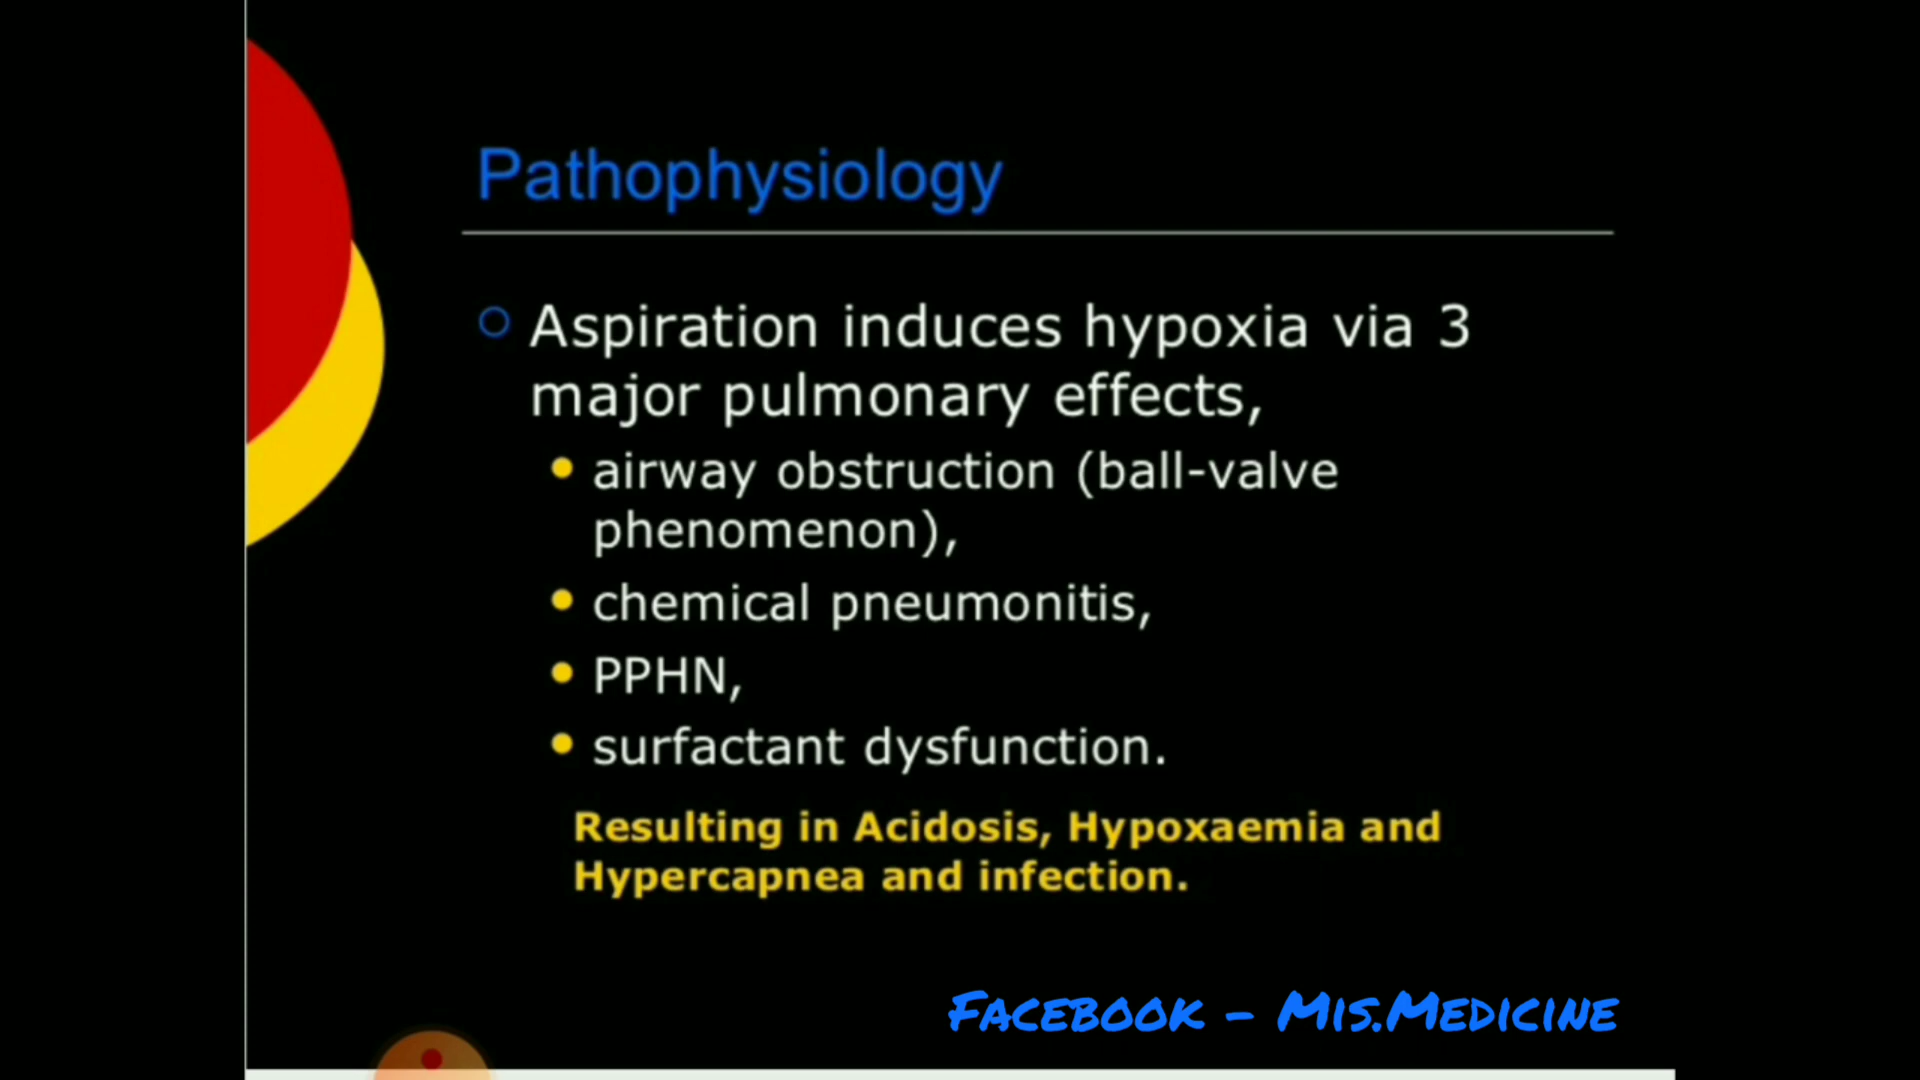 Pathophysiology
Aspiration induces hypoxia via 3
major pulmonary effects,
airway obstruction (ball-valve
phenomenon),
chemical pneumonitis,
PPHN,
surfactant dysfunction.
Resulting in Acidosis, Hypoxaemia and
Hypercapnea and infection.
Facebook - Mis.Medicine